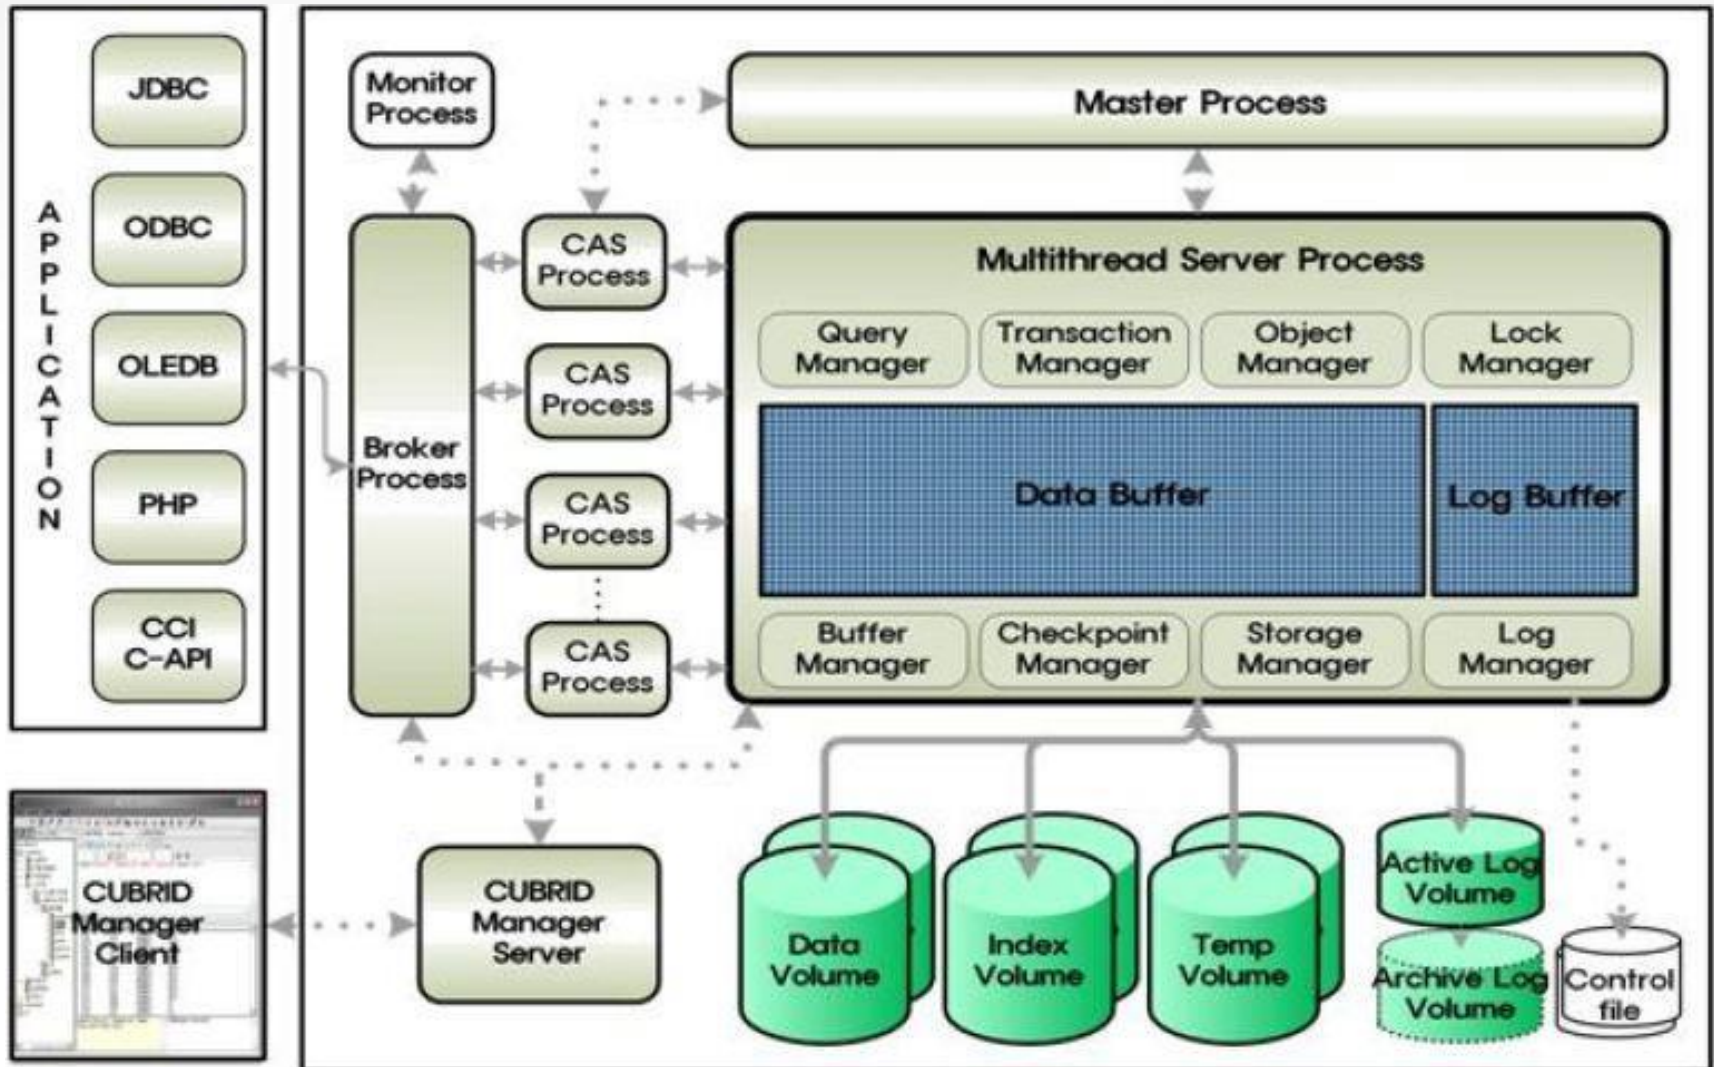 APPLICATION
JDBC
ODBC
OLEDB
PHP
CCI
C-API
Monitor
Process
Master Process
Broker
Process
CAS
Process
CAS
Process
CAS
Process
CAS
Process
Multithread Server Process
Query
Manager
Transaction
Manager
Object
Manager
Lock
Manager
Data Buffer
Log Buffer
Buffer
Manager
Checkpoint
Manager
Storage
Manager
Log
Manager
CUBRID
Manager
Client
CUBRID
Manager
Server
Data
Volume
Index
Volume
Temp
Volume
Active Log
Volume
Archive Log
Volume
Control
file